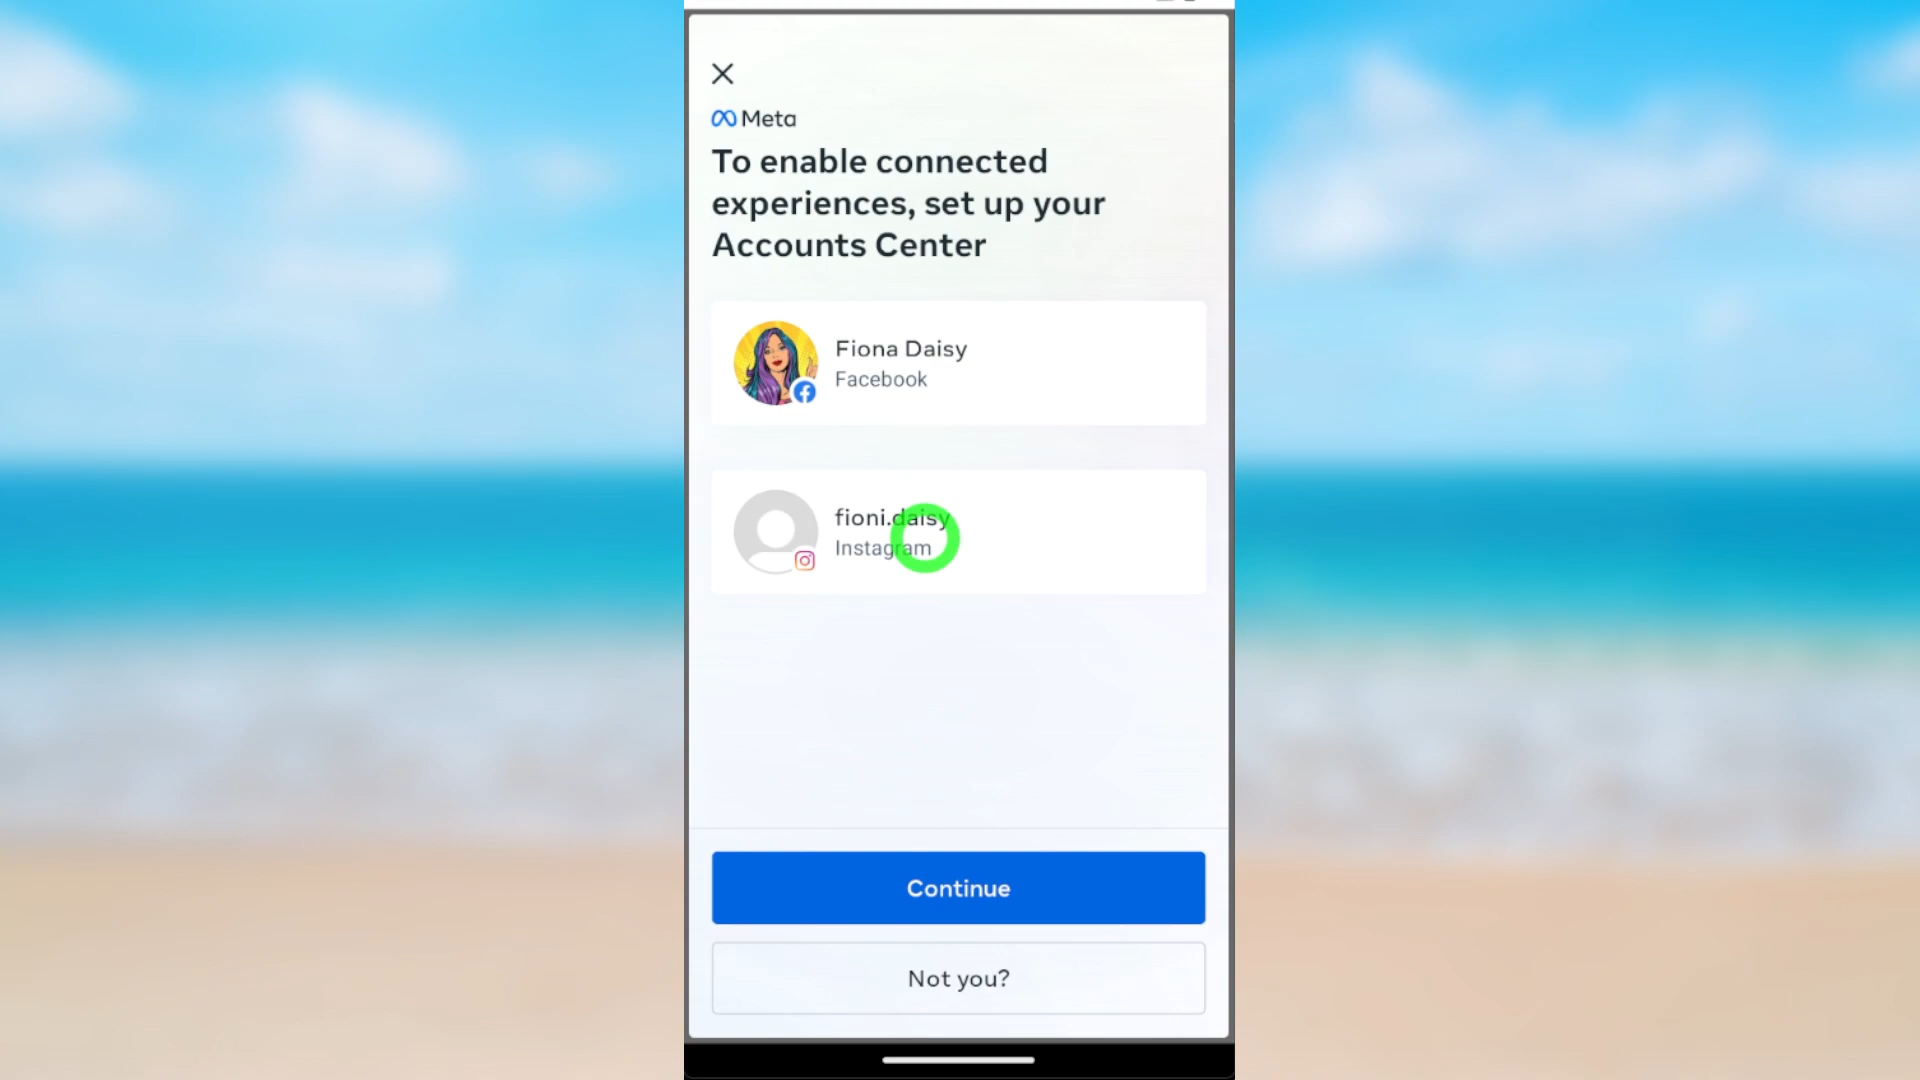 Meta
To enable connected
experiences, set up your
Accounts Center
Fiona Daisy
Facebook
fioni.daisy
Instagram
Continue
Not you?